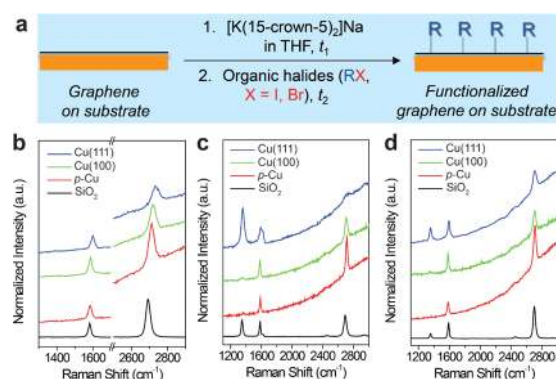 a
1. [K(15-crown-5)₂]Na
in THF, t₁
2. Organic halides (RX,
X = I, Br), t₂
Graphene
on substrate
R R R R
Functionalized
graphene on substrate
b
Cu(111)
Cu(100)
p-Cu
SiO₂
Normalized Intensity (a.u.)
1300 1600 2600 2800
Raman Shift (cm⁻¹)
c
Cu(111)
Cu(100)
p-Cu
SiO₂
Normalized Intensity (a.u.)
1200 1600 2000 2400 2800
Raman Shift (cm⁻¹)
d
Cu(111)
Cu(100)
p-Cu
SiO₂
Normalized Intensity (a.u.)
1200 1600 2000 2400 2800
Raman Shift (cm⁻¹)